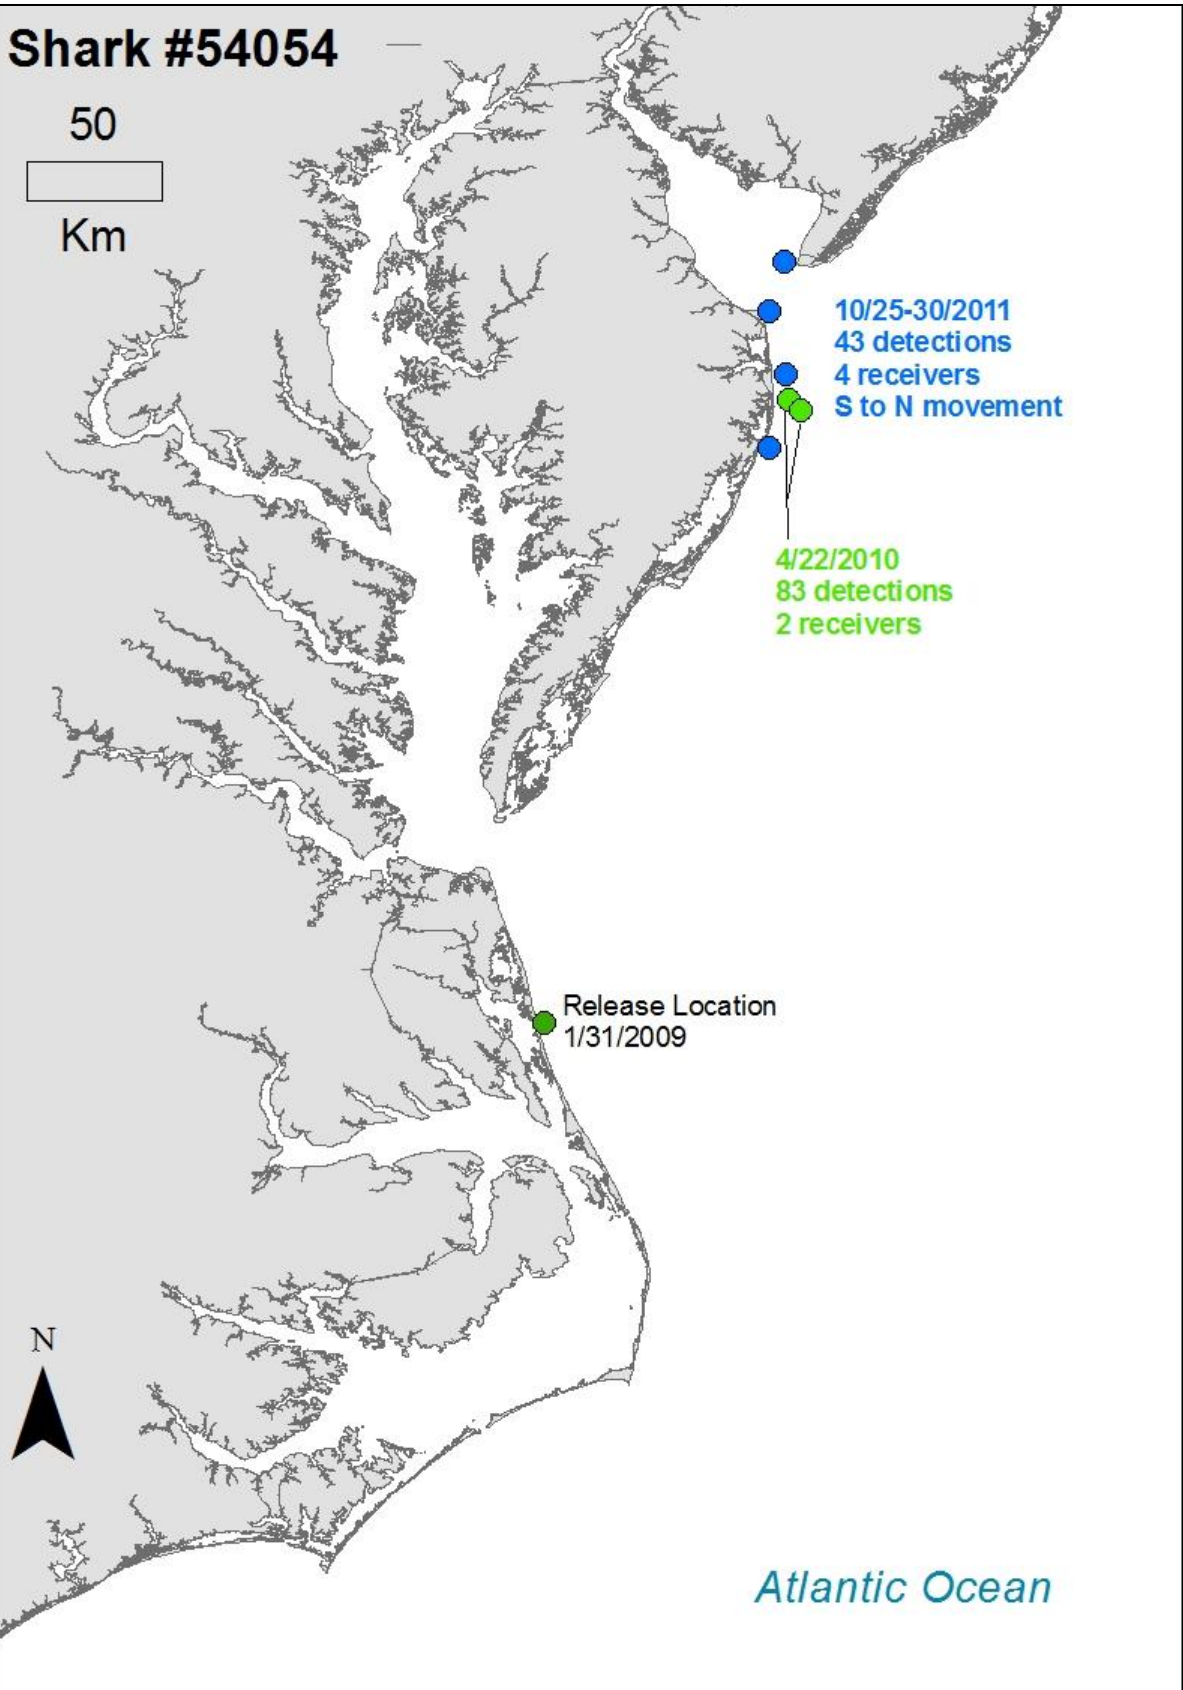 Shark #54054
50
Km
10/25-30/2011
43 detections
4 receivers
S to N movement
4/22/2010
83 detections
2 receivers
Release Location
1/31/2009
N
Atlantic Ocean